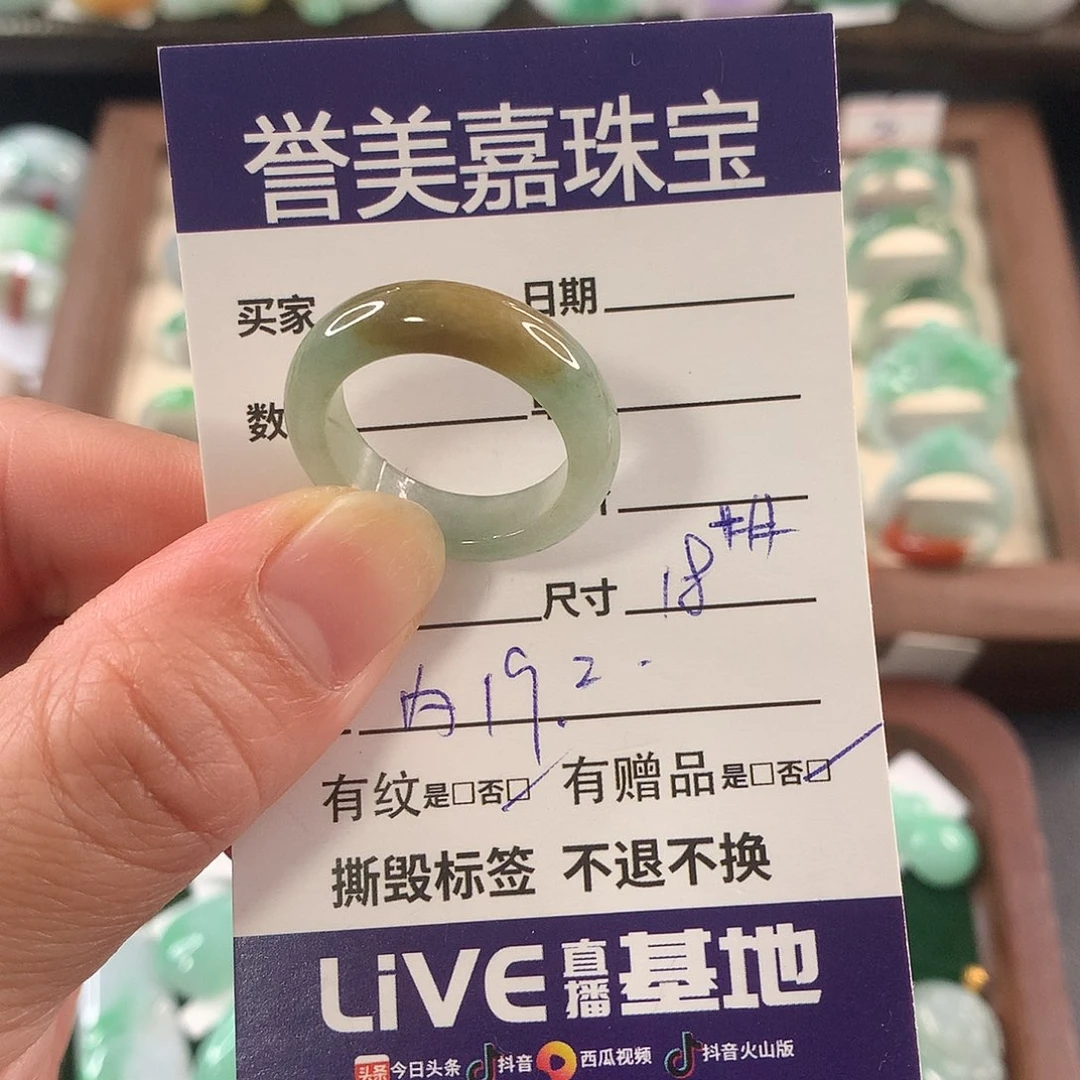 誉美嘉珠宝
买家 日期
数
尺寸 18#
内19.2
有纹是□否□ 有赠品是□否□
撕毁标签 不退不换
LiVE直播基地
头条 今日头条 抖音 西瓜视频 抖音火山版